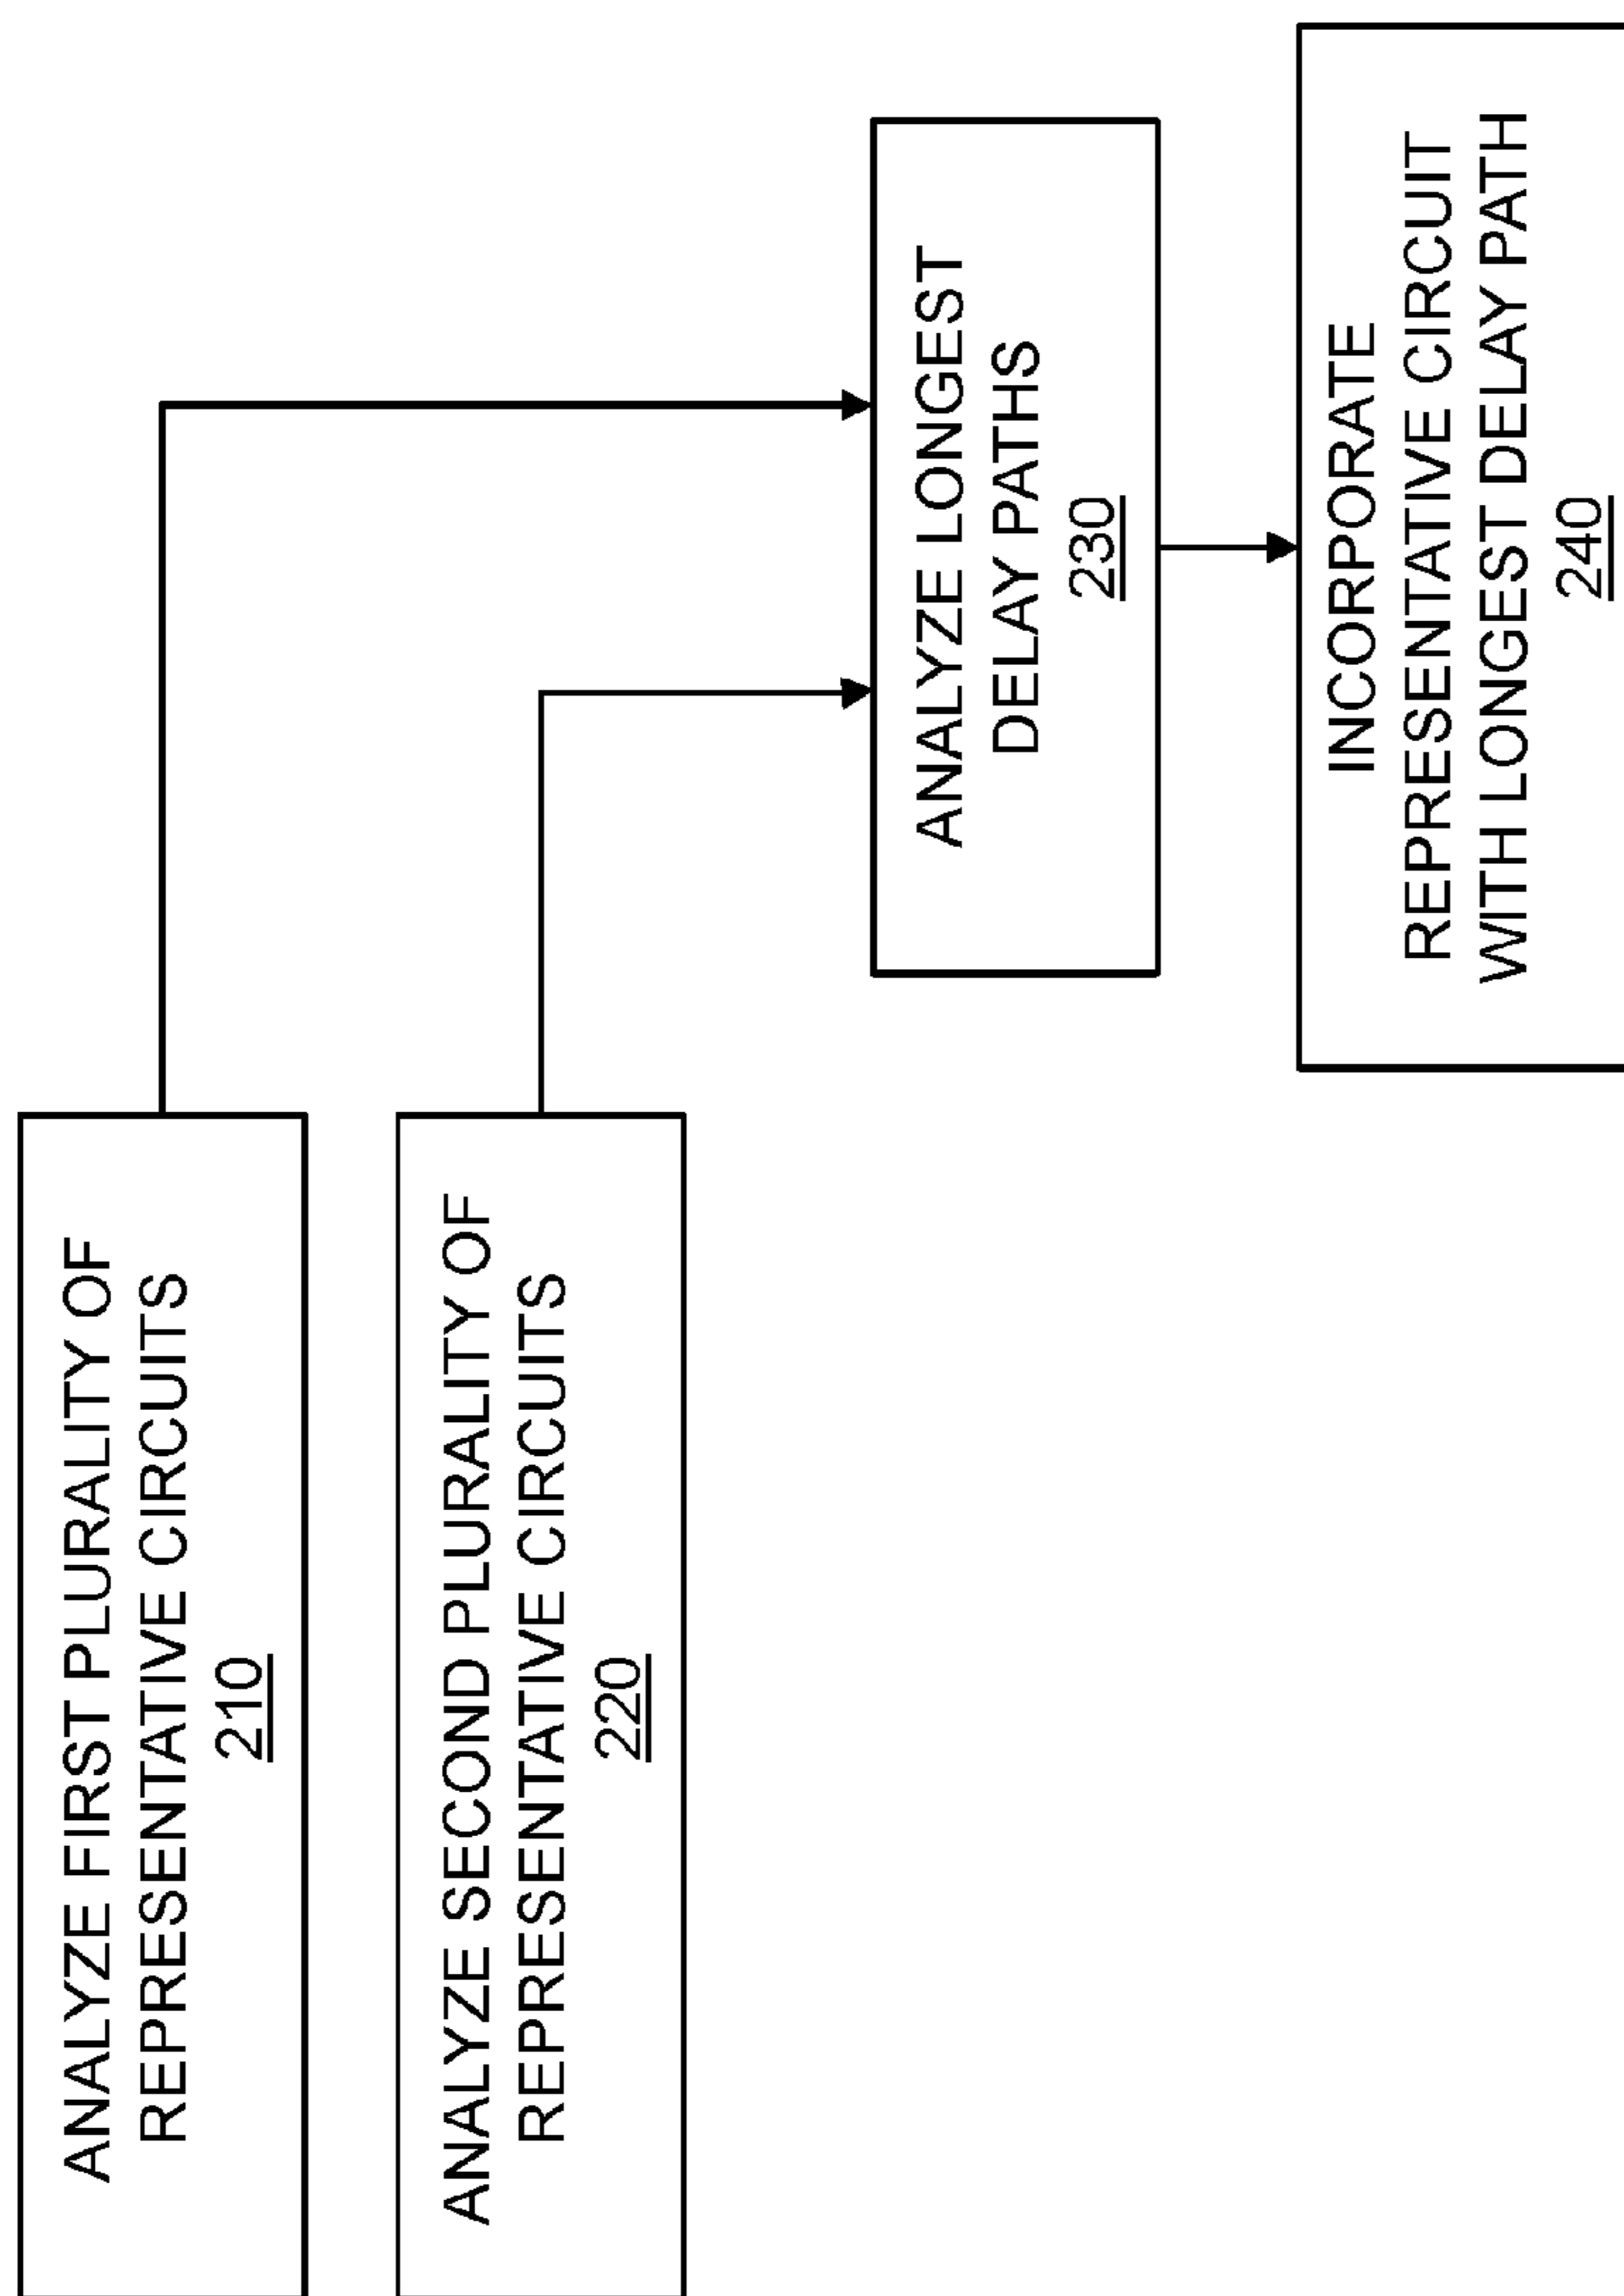 ANALYZE FIRST PLURALITY OF
REPRESENTATIVE CIRCUITS
210
ANALYZE SECOND PLURALITY OF
REPRESENTATIVE CIRCUITS
220
ANALYZE LONGEST
DELAY PATHS
230
INCORPORATE
REPRESENTATIVE CIRCUIT
WITH LONGEST DELAY PATH
240